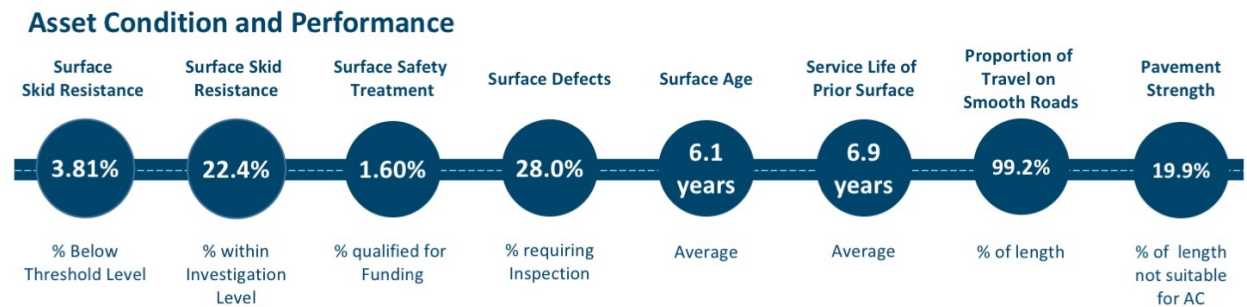 Asset Condition and Performance
Surface
Skid Resistance
Surface Skid
Resistance
Surface Safety
Treatment
Surface Defects
Surface Age
Service Life of
Prior Surface
Proportion of
Travel on
Smooth Roads
Pavement
Strength
3.81%
22.4%
1.60%
28.0%
6.1
years
6.9
years
99.2%
19.9%
% Below
Threshold Level
% within
Investigation
Level
% qualified for
Funding
% requiring
Inspection
Average
Average
% of length
% of length
not suitable
for AC